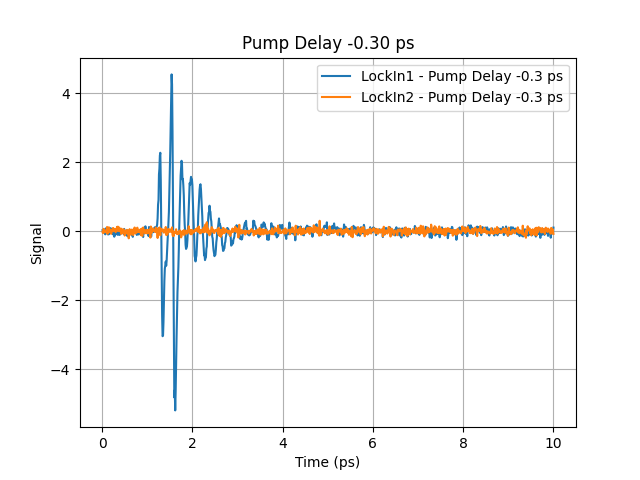 Pump Delay -0.30 ps
LockIn1 - Pump Delay -0.3 ps
LockIn2 - Pump Delay -0.3 ps
4
2
0
−2
−4
Signal
0
2
4
6
8
10
Time (ps)